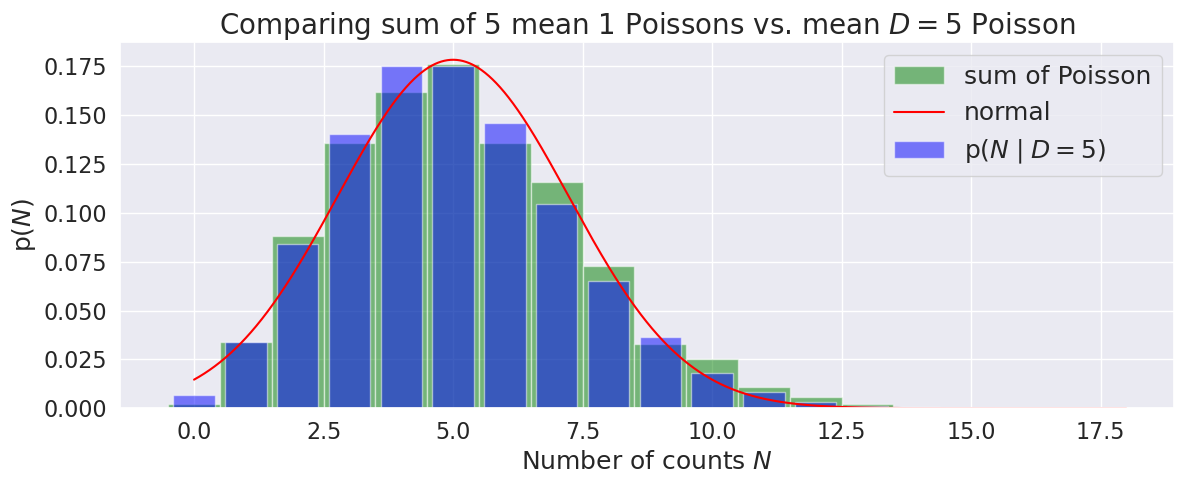 Comparing sum of 5 mean 1 Poissons vs. mean D = 5 Poisson
sum of Poisson
normal
p(N | D = 5)
p(N)
0.175
0.150
0.125
0.100
0.075
0.050
0.025
0.000
0.0 2.5 5.0 7.5 10.0 12.5 15.0 17.5
Number of counts N